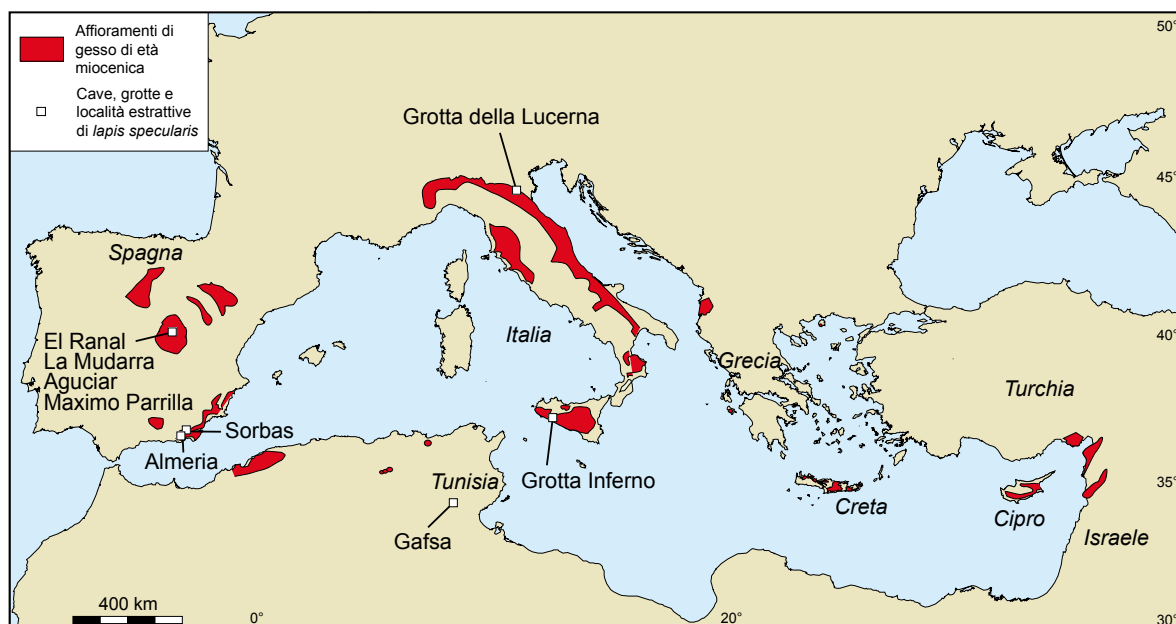 Affioramenti di
gesso di età
miocenica
Cave, grotte e
località estrattive
di lapis specularis
50°
Grotta della Lucerna
45°
Spagna
El Ranal
La Mudarra
Aguciar
Maximo Parrilla
Italia
40°
Grecia
Turchia
Sorbas
Almeria
Tunisia
Grotta Inferno
35°
Creta
Cipro
Gafsa
Israele
400 km
0°
20°
30°